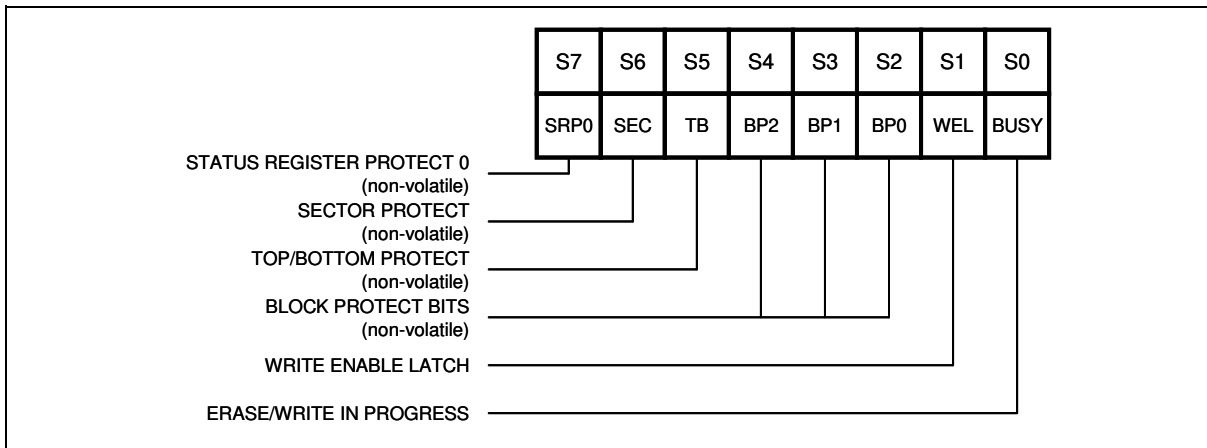 S7 S6 S5 S4 S3 S2 S1 S0
SRP0 SEC TB BP2 BP1 BP0 WEL BUSY
STATUS REGISTER PROTECT 0
(non-volatile)
SECTOR PROTECT
(non-volatile)
TOP/BOTTOM PROTECT
(non-volatile)
BLOCK PROTECT BITS
(non-volatile)
WRITE ENABLE LATCH
ERASE/WRITE IN PROGRESS